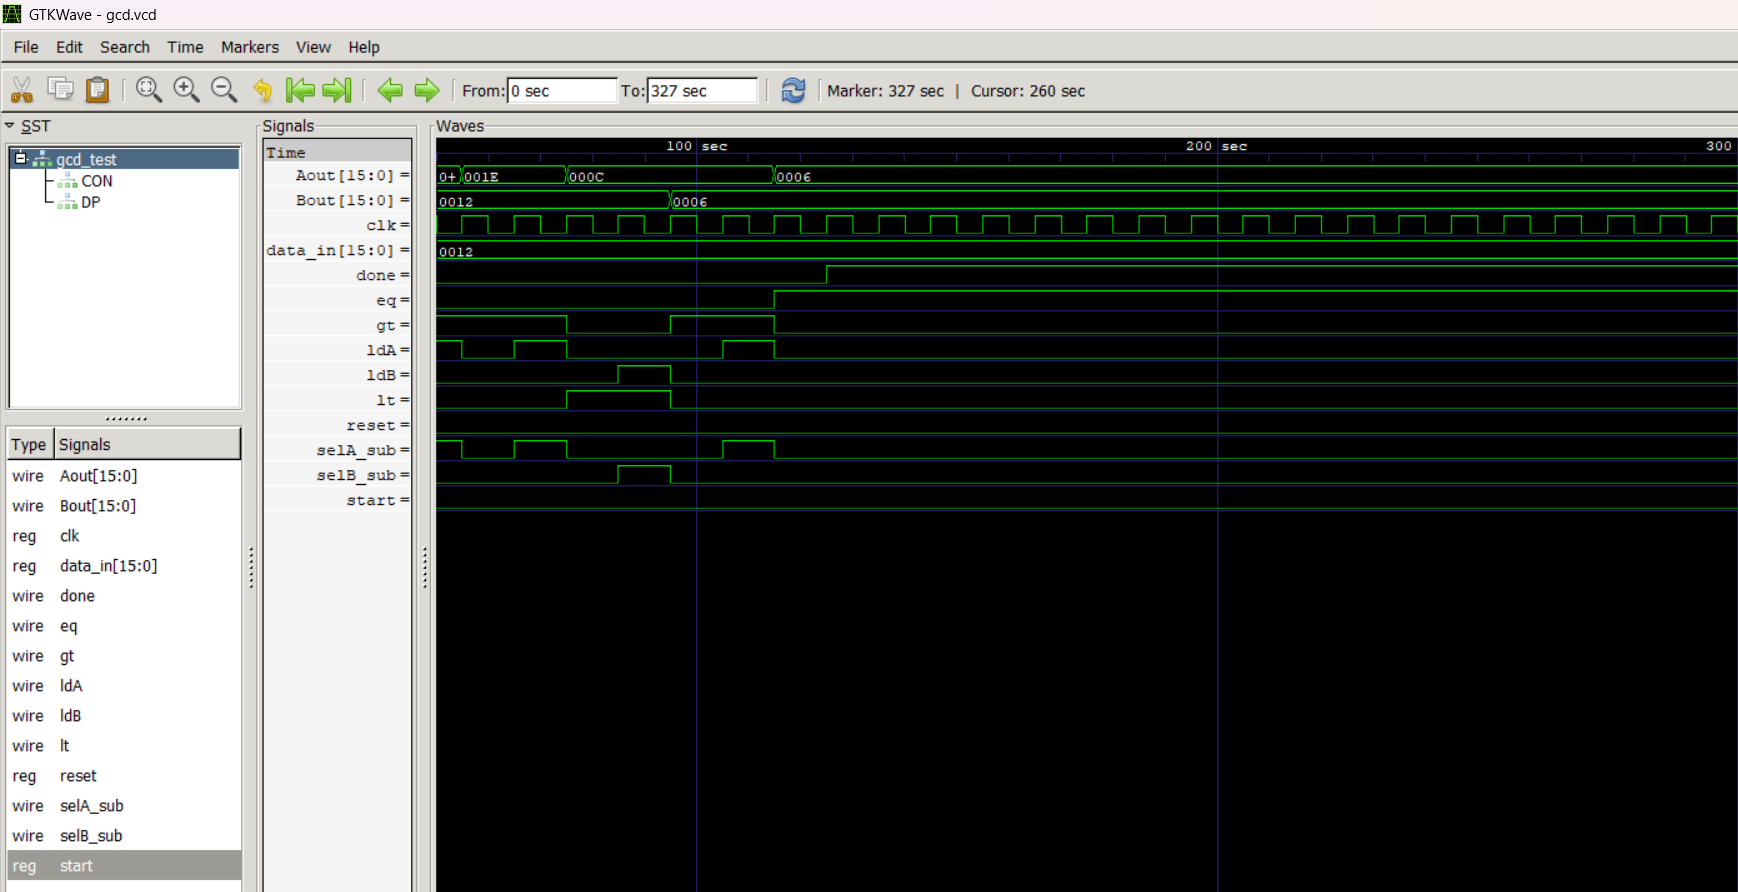 GTKWave - gcd.vcd
File Edit Search Time Markers View Help
From: 0 sec To: 327 sec Marker: 327 sec | Cursor: 260 sec
SST
gcd_test
CON
DP
Type Signals
wire Aout[15:0]
wire Bout[15:0]
reg clk
reg data_in[15:0]
wire done
wire eq
wire gt
wire ldA
wire ldB
wire lt
reg reset
wire selA_sub
wire selB_sub
reg start
Signals
Time
Aout[15:0] =
Bout[15:0] =
clk =
data_in[15:0] =
done =
eq =
gt =
ldA =
ldB =
lt =
reset =
selA_sub =
selB_sub =
start =
Waves
100 sec 200 sec 300
0+ 001E 000C 0006
0012 0006
0012